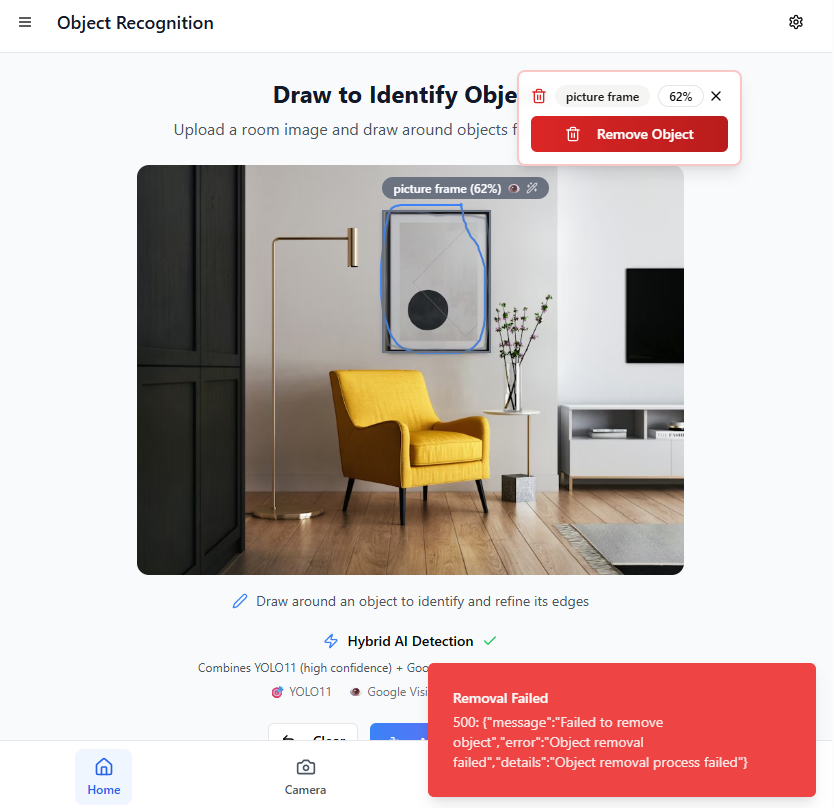 Object Recognition
Draw to Identify
picture frame
62%
Remove Object
Upload a room image and draw around objects
picture frame (62%)
Draw around an object to identify and refine its edges
Hybrid AI Detection
Combines YOLO11 (high confidence) +
YOLO11
Google
Clear
Removal Failed
500: {"message":"Failed to remove
object","error":"Object removal
failed","details":"Object removal process failed"}
Home
Camera